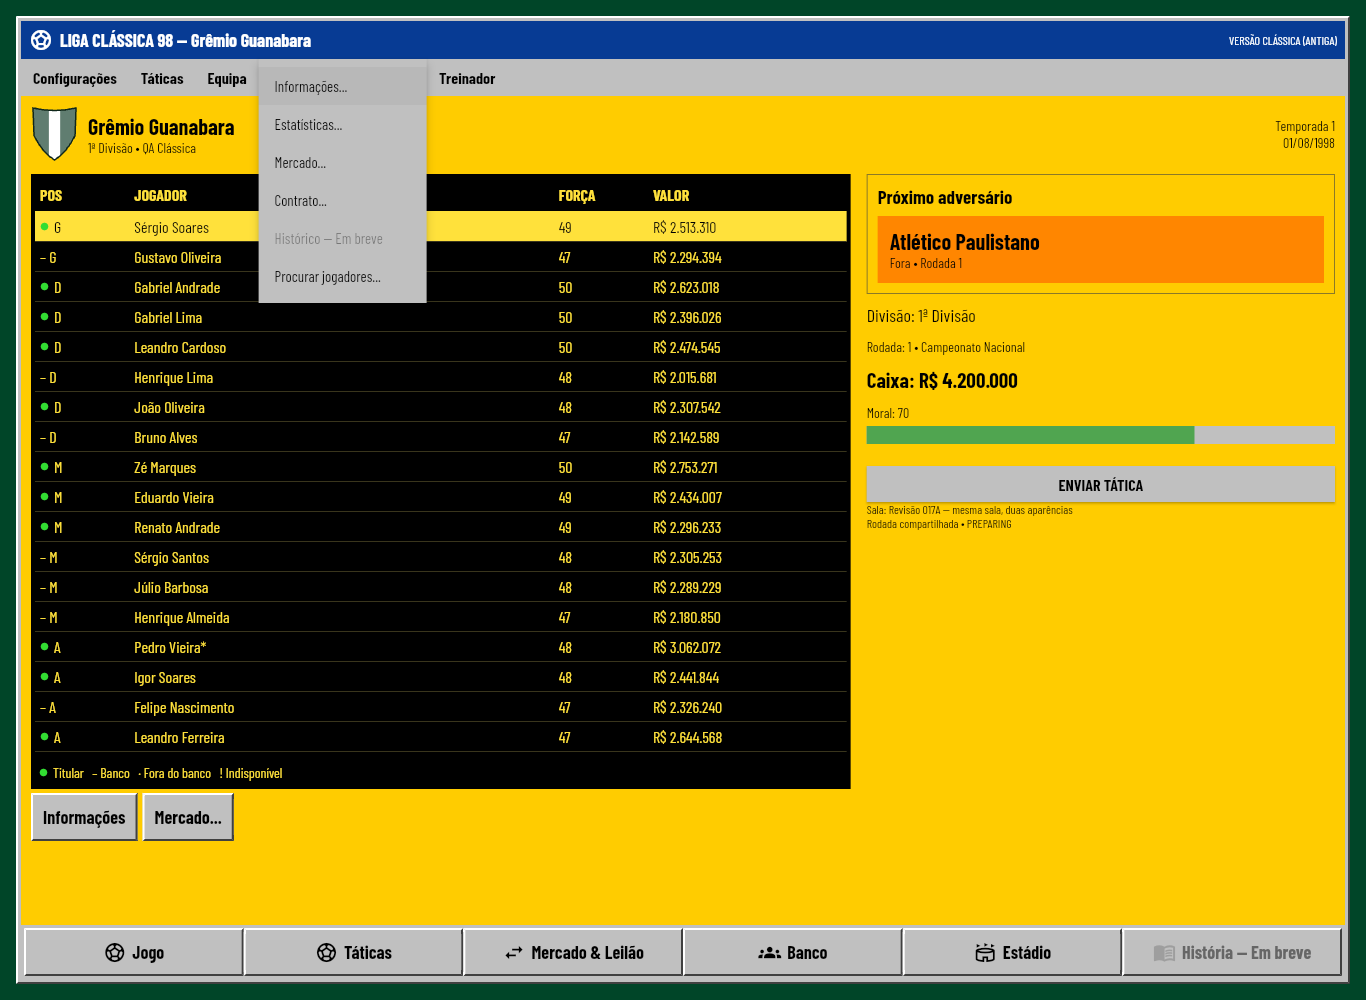 LIGA CLÁSSICA 98 — Grêmio Guanabara
VERSÃO CLÁSSICA (ANTIGA)
Configurações Táticas Equipa Treinador
Informações...
Estatísticas...
Mercado...
Contrato...
Histórico — Em breve
Procurar jogadores...
Grêmio Guanabara
1ª Divisão • QA Clássica
Temporada 1
01/08/1998
POS JOGADOR FORÇA VALOR
G Sérgio Soares 49 R$ 2.513.310
– G Gustavo Oliveira 47 R$ 2.294.394
D Gabriel Andrade 50 R$ 2.623.018
D Gabriel Lima 50 R$ 2.396.026
D Leandro Cardoso 50 R$ 2.474.545
– D Henrique Lima 48 R$ 2.015.681
D João Oliveira 48 R$ 2.307.542
– D Bruno Alves 47 R$ 2.142.589
M Zé Marques 50 R$ 2.753.271
M Eduardo Vieira 49 R$ 2.434.007
M Renato Andrade 49 R$ 2.296.233
– M Sérgio Santos 48 R$ 2.305.253
– M Júlio Barbosa 48 R$ 2.289.229
– M Henrique Almeida 47 R$ 2.180.850
A Pedro Vieira* 48 R$ 3.062.072
A Igor Soares 48 R$ 2.441.844
– A Felipe Nascimento 47 R$ 2.326.240
A Leandro Ferreira 47 R$ 2.644.568
Titular – Banco · Fora do banco ! Indisponível
Informações Mercado...
Próximo adversário
Atlético Paulistano
Fora • Rodada 1
Divisão: 1ª Divisão
Rodada: 1 • Campeonato Nacional
Caixa: R$ 4.200.000
Moral: 70
ENVIAR TÁTICA
Sala: Revisão 017A — mesma sala, duas aparências
Rodada compartilhada • PREPARING
Jogo Táticas Mercado & Leilão Banco Estádio História — Em breve